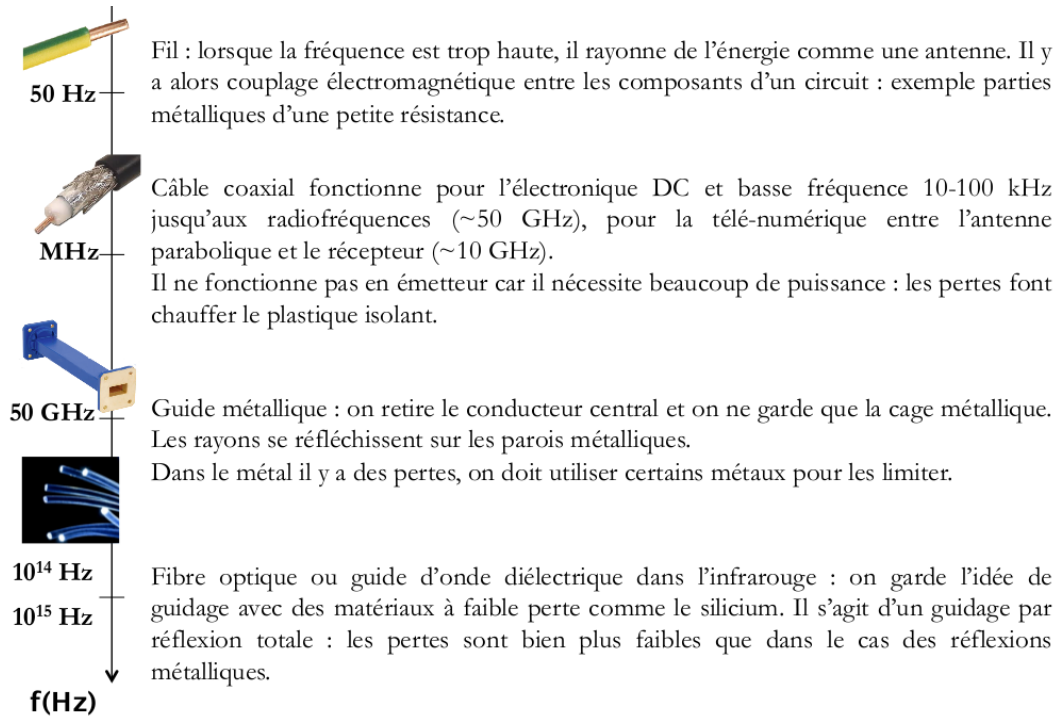 Fil : lorsque la fréquence est trop haute, il rayonne de l’énergie comme une antenne. Il y
a alors couplage électromagnétique entre les composants d’un circuit : exemple parties
métalliques d’une petite résistance.
50 Hz
Câble coaxial fonctionne pour l’électronique DC et basse fréquence 10-100 kHz
jusqu’aux radiofréquences (~50 GHz), pour la télé-numérique entre l’antenne
parabolique et le récepteur (~10 GHz).
Il ne fonctionne pas en émetteur car il nécessite beaucoup de puissance : les pertes font
chauffer le plastique isolant.
MHz
Guide métallique : on retire le conducteur central et on ne garde que la cage métallique.
Les rayons se réfléchissent sur les parois métalliques.
Dans le métal il y a des pertes, on doit utiliser certains métaux pour les limiter.
50 GHz
Fibre optique ou guide d’onde diélectrique dans l’infrarouge : on garde l’idée de
guidage avec des matériaux à faible perte comme le silicium. Il s’agit d’un guidage par
réflexion totale : les pertes sont bien plus faibles que dans le cas des réflexions
métalliques.
10¹⁴ Hz
10¹⁵ Hz
f(Hz)